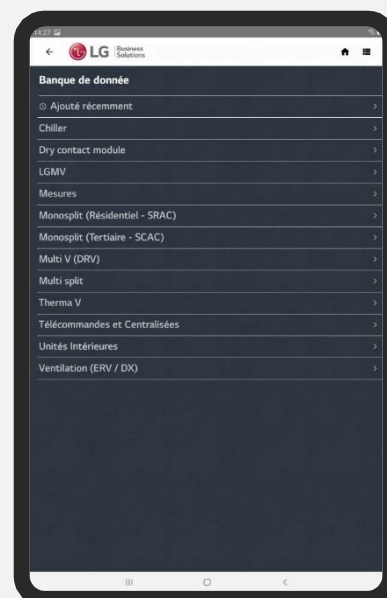 14:27
LG Business
Solutions
Banque de donnée
Ajouté récemment
Chiller
Dry contact module
LGMV
Mesures
Monosplit (Résidentiel - SRAC)
Monosplit (Tertiaire - SCAC)
Multi V (DRV)
Multi split
Therma V
Télécommandes et Centralisées
Unités Intérieures
Ventilation (ERV / DX)